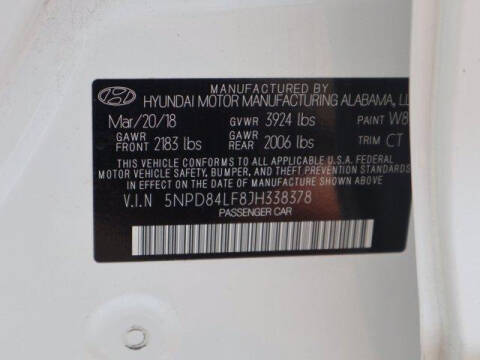 MANUFACTURED BY
HYUNDAI MOTOR MANUFACTURING ALABAMA, LL
Mar/20/18 GVWR 3924 lbs PAINT W8
GAWR FRONT 2183 lbs GAWR REAR 2006 lbs TRIM CT
THIS VEHICLE CONFORMS TO ALL APPLICABLE U.S.A. FEDERAL
MOTOR VEHICLE SAFETY, BUMPER, AND THEFT PREVENTION STANDARDS
IN EFFECT ON THE DATE OF MANUFACTURE SHOWN ABOVE.
V.I.N 5NPD84LF8JH338378
PASSENGER CAR